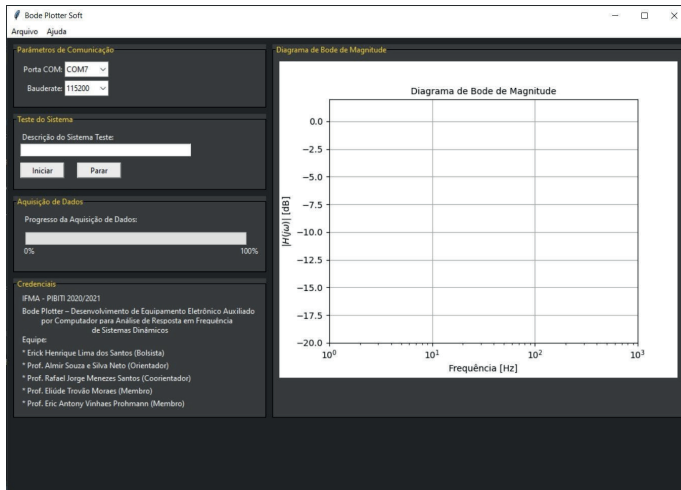 Bode Plotter Soft
Arquivo Ajuda
Parâmetros de Comunicação
Porta COM: COM7
Bauderate: 115200
Teste do Sistema
Descrição do Sistema Teste:
Iniciar Parar
Aquisição de Dados
Progresso da Aquisição de Dados:
0% 100%
Credenciais
IFMA - PIBITI 2020/2021
Bode Plotter – Desenvolvimento de Equipamento Eletrônico Auxiliado
por Computador para Análise de Resposta em Frequência
de Sistemas Dinâmicos
Equipe:
* Erick Henrique Lima dos Santos (Bolsista)
* Prof. Almir Souza e Silva Neto (Orientador)
* Prof. Rafael Jorge Menezes Santos (Coorientador)
* Prof. Eliúde Trovão Moraes (Membro)
* Prof. Eric Antony Vinhaes Prohmann (Membro)
Diagrama de Bode de Magnitude
Diagrama de Bode de Magnitude
|H(jω)| [dB]
0.0
−2.5
−5.0
−7.5
−10.0
−12.5
−15.0
−17.5
−20.0
10⁰ 10¹ 10² 10³
Frequência [Hz]